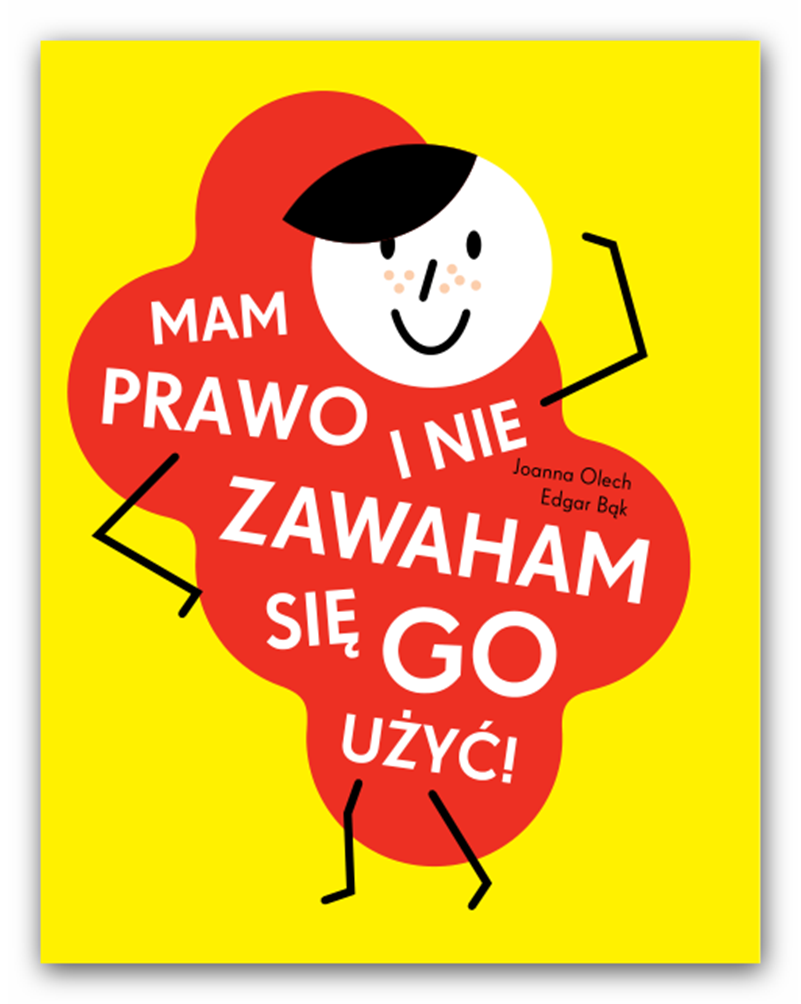 MAM
PRAWO I NIE
Joanna Olech
Edgar Bąk
ZAWAHAM
SIĘ GO
UŻYĆ!